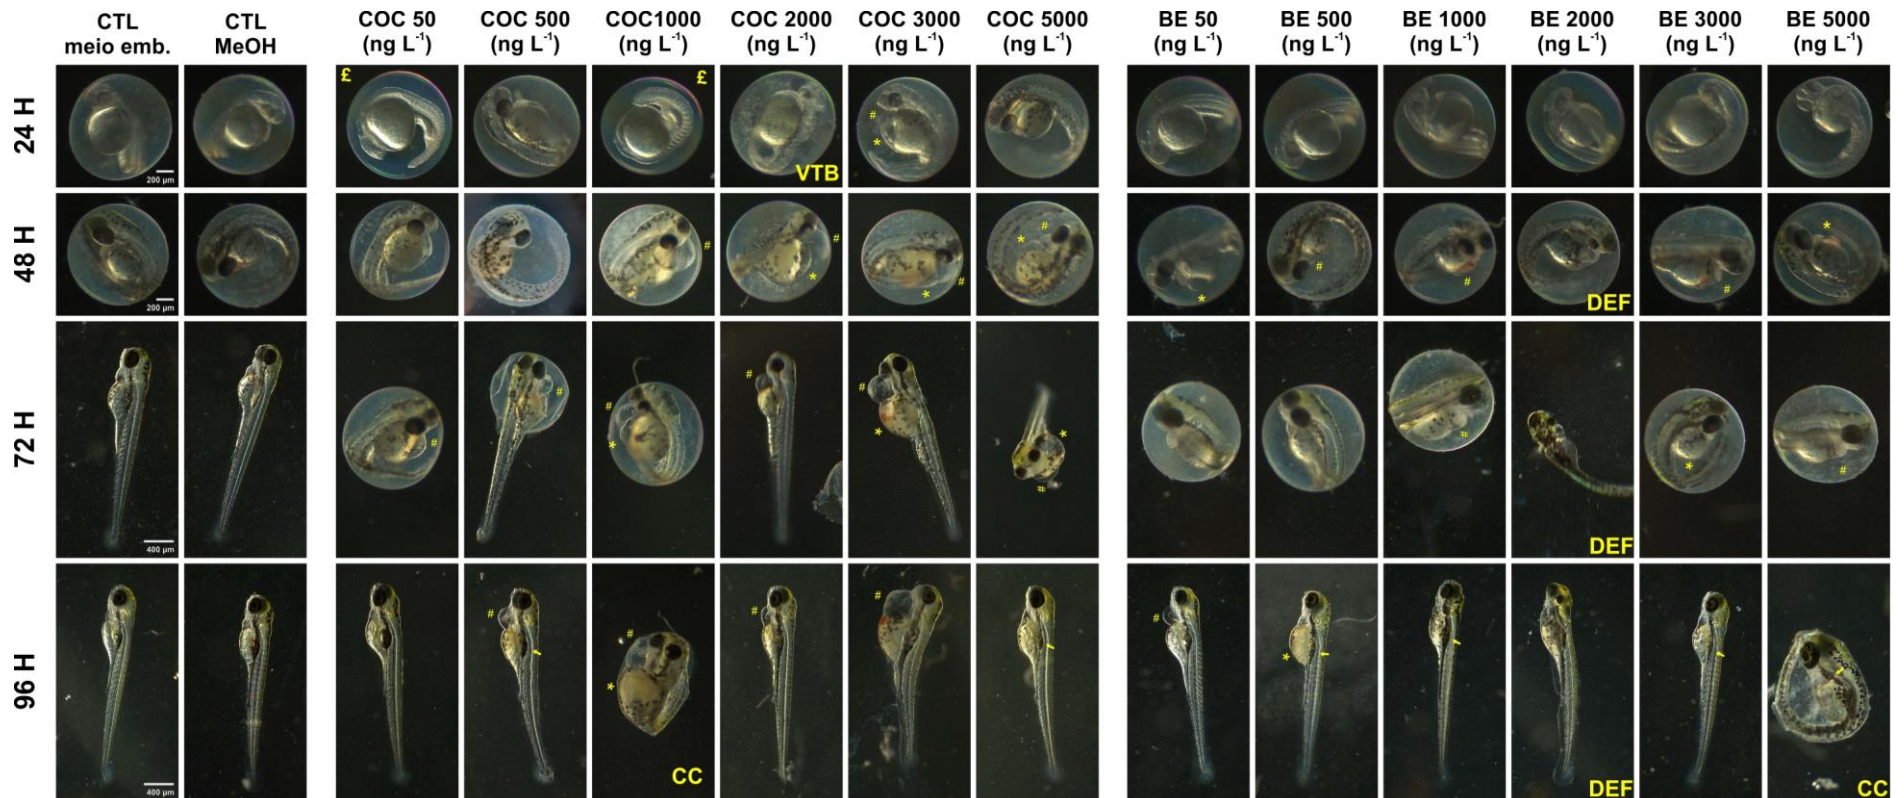 CTL
meio emb.
CTL
MeOH
COC 50
(ng L⁻¹)
COC 500
(ng L⁻¹)
COC1000
(ng L⁻¹)
COC 2000
(ng L⁻¹)
COC 3000
(ng L⁻¹)
COC 5000
(ng L⁻¹)
BE 50
(ng L⁻¹)
BE 500
(ng L⁻¹)
BE 1000
(ng L⁻¹)
BE 2000
(ng L⁻¹)
BE 3000
(ng L⁻¹)
BE 5000
(ng L⁻¹)
24 H
£
£
#
*
VTB
200 µm
48 H
#
#
*
#
*
#
*
*
#
#
DEF
#
*
200 µm
72 H
#
#
#
*
#
#
*
*
#
#
DEF
*
#
400 µm
96 H
#
#
*
CC
#
#
#
*
DEF
CC
400 µm